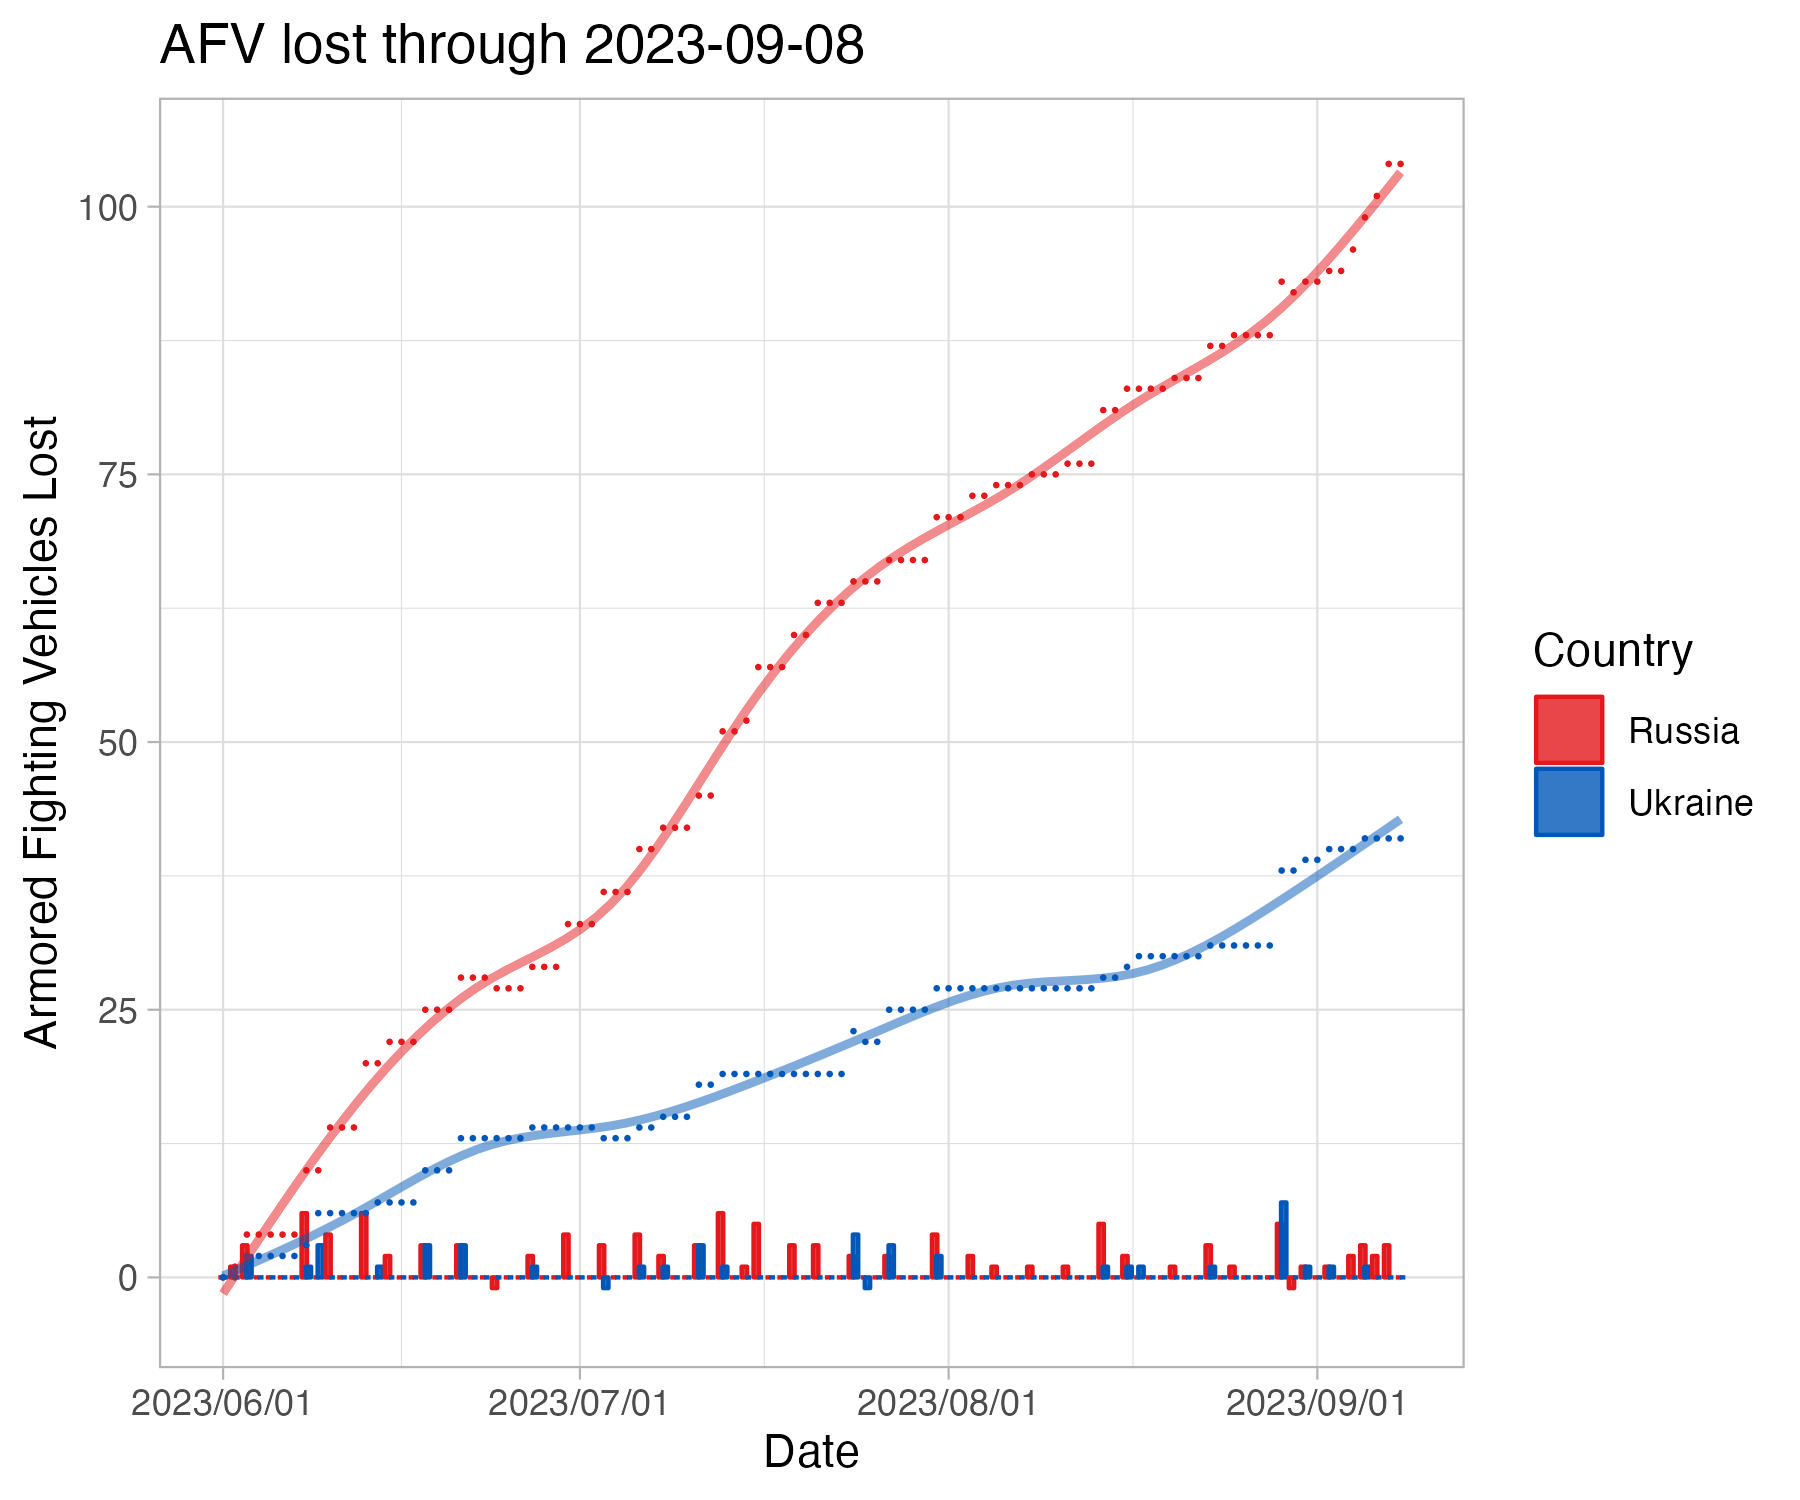 AFV lost through 2023-09-08
Armored Fighting Vehicles Lost
100
75
50
25
0
2023/06/01 2023/07/01 2023/08/01 2023/09/01
Date
Country
Russia
Ukraine